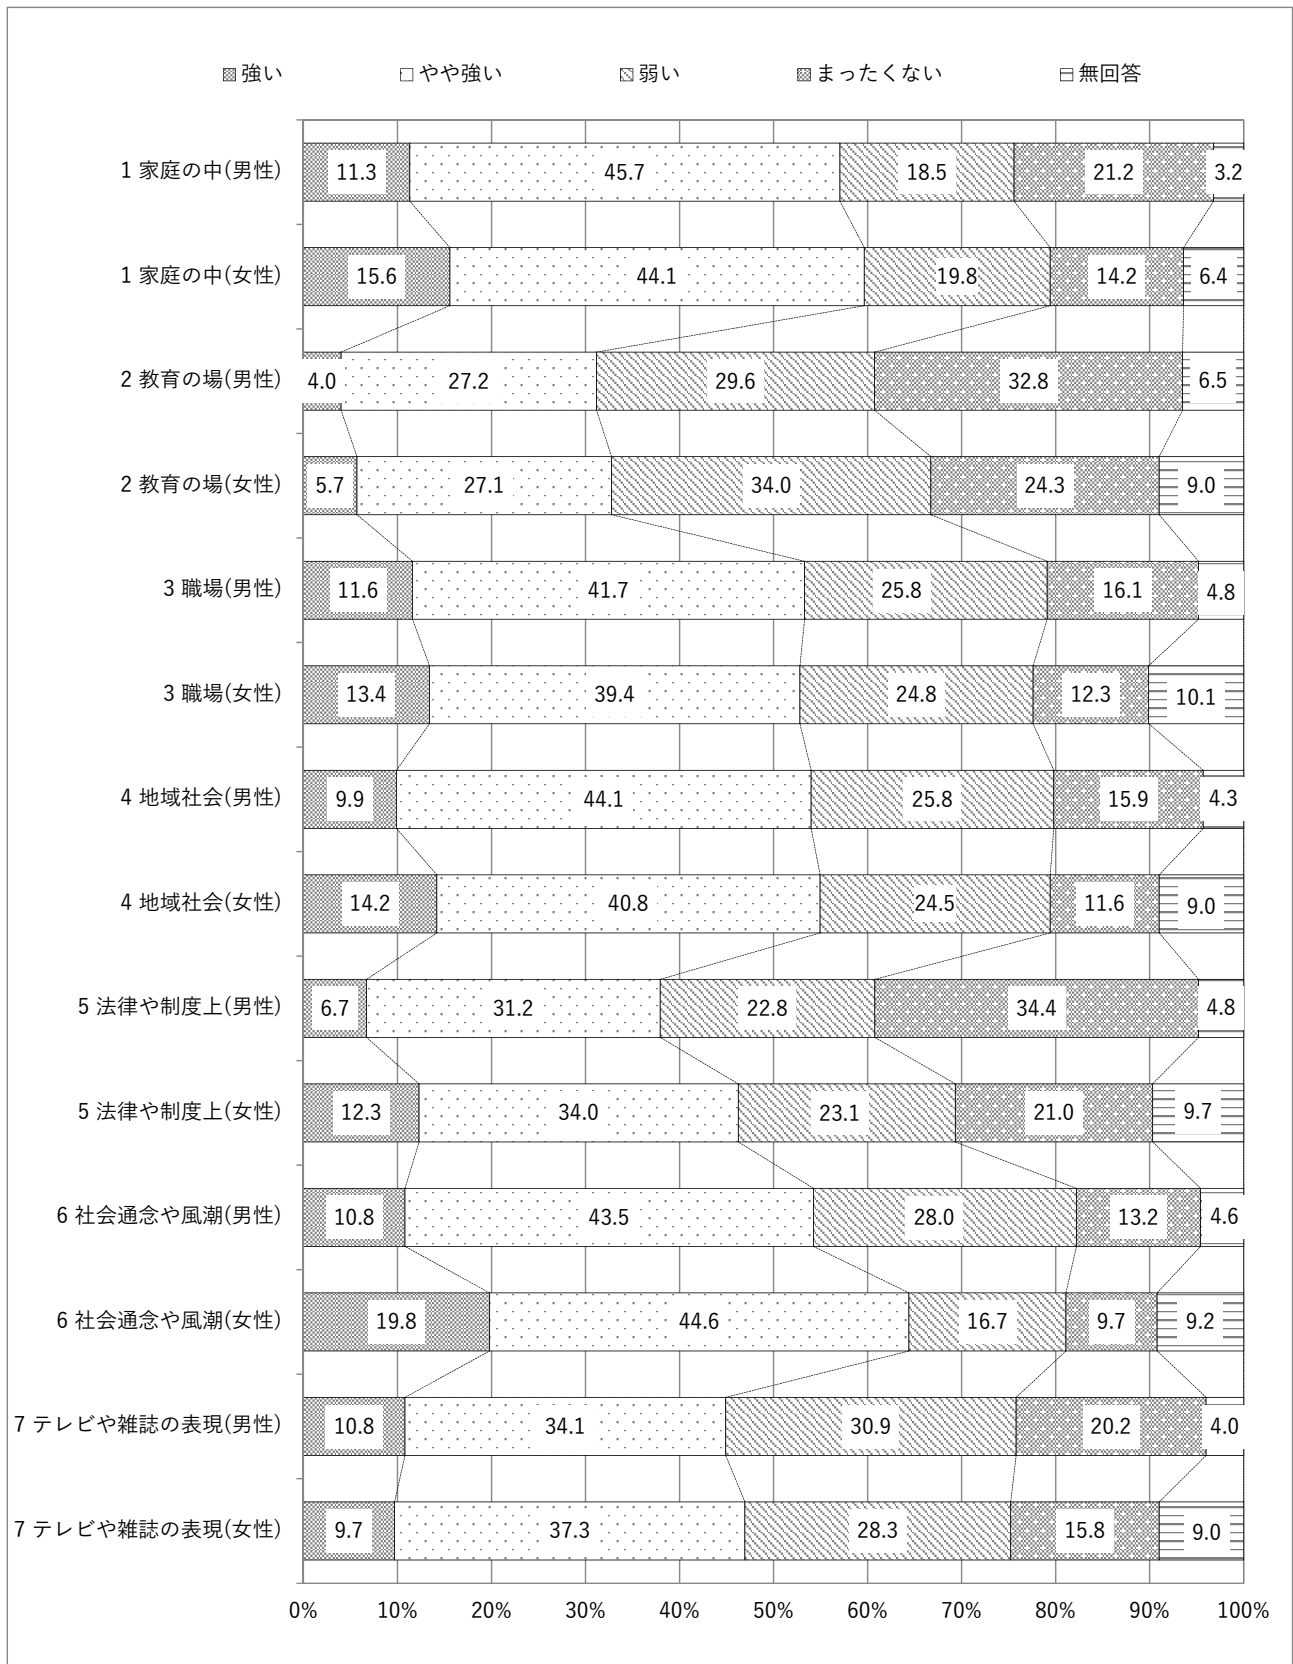 強い やや強い 弱い まったくない 無回答
1 家庭の中(男性) 11.3 45.7 18.5 21.2 3.2
1 家庭の中(女性) 15.6 44.1 19.8 14.2 6.4
2 教育の場(男性) 4.0 27.2 29.6 32.8 6.5
2 教育の場(女性) 5.7 27.1 34.0 24.3 9.0
3 職場(男性) 11.6 41.7 25.8 16.1 4.8
3 職場(女性) 13.4 39.4 24.8 12.3 10.1
4 地域社会(男性) 9.9 44.1 25.8 15.9 4.3
4 地域社会(女性) 14.2 40.8 24.5 11.6 9.0
5 法律や制度上(男性) 6.7 31.2 22.8 34.4 4.8
5 法律や制度上(女性) 12.3 34.0 23.1 21.0 9.7
6 社会通念や風潮(男性) 10.8 43.5 28.0 13.2 4.6
6 社会通念や風潮(女性) 19.8 44.6 16.7 9.7 9.2
7 テレビや雑誌の表現(男性) 10.8 34.1 30.9 20.2 4.0
7 テレビや雑誌の表現(女性) 9.7 37.3 28.3 15.8 9.0
0% 10% 20% 30% 40% 50% 60% 70% 80% 90% 100%